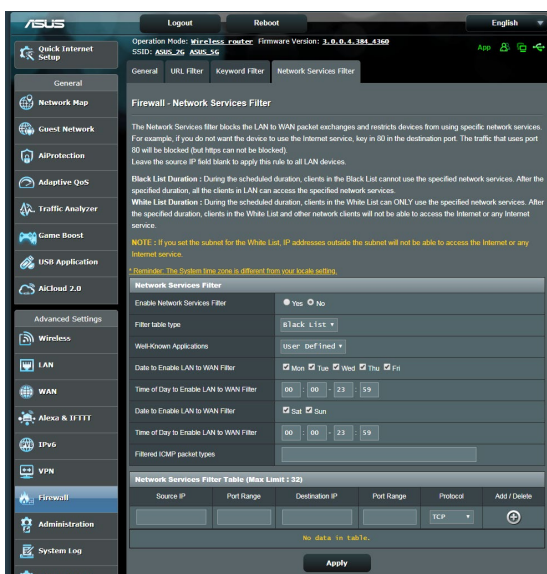 ASUS
Logout
Reboot
English
Operation Mode: Wireless router Firmware Version: 3.0.0.4.384_4360
SSID: ASUS_2G ASUS_5G
App
Quick Internet Setup
General
Network Map
Guest Network
AiProtection
Adaptive QoS
Traffic Analyzer
Game Boost
USB Application
AiCloud 2.0
Advanced Settings
Wireless
LAN
WAN
Alexa & IFTTT
IPv6
VPN
Firewall
Administration
System Log
General URL Filter Keyword Filter Network Services Filter
Firewall - Network Services Filter
The Network Services filter blocks the LAN to WAN packet exchanges and restricts devices from using specific network services.
For example, if you do not want the device to use the Internet service, key in 80 in the destination port. The traffic that uses port
80 will be blocked (but https can not be blocked).
Leave the source IP field blank to apply this rule to all LAN devices.
Black List Duration : During the scheduled duration, clients in the Black List cannot use the specified network services. After the
specified duration, all the clients in LAN can access the specified network services.
White List Duration : During the scheduled duration, clients in the White List can ONLY use the specified network services. After
the specified duration, clients in the White List and other network clients will not be able to access the Internet or any Internet
service.
NOTE : If you set the subnet for the White List, IP addresses outside the subnet will not be able to access the Internet or any
Internet service.
* Reminder: The System time zone is different from your locale setting.
Network Services Filter
Enable Network Services Filter Yes No
Filter table type Black List
Well-Known Applications User Defined
Date to Enable LAN to WAN Filter Mon Tue Wed Thu Fri
Time of Day to Enable LAN to WAN Filter 00 : 00 - 23 : 59
Date to Enable LAN to WAN Filter Sat Sun
Time of Day to Enable LAN to WAN Filter 00 : 00 - 23 : 59
Filtered ICMP packet types
Network Services Filter Table (Max Limit : 32)
Source IP Port Range Destination IP Port Range Protocol Add / Delete
TCP
No data in table.
Apply